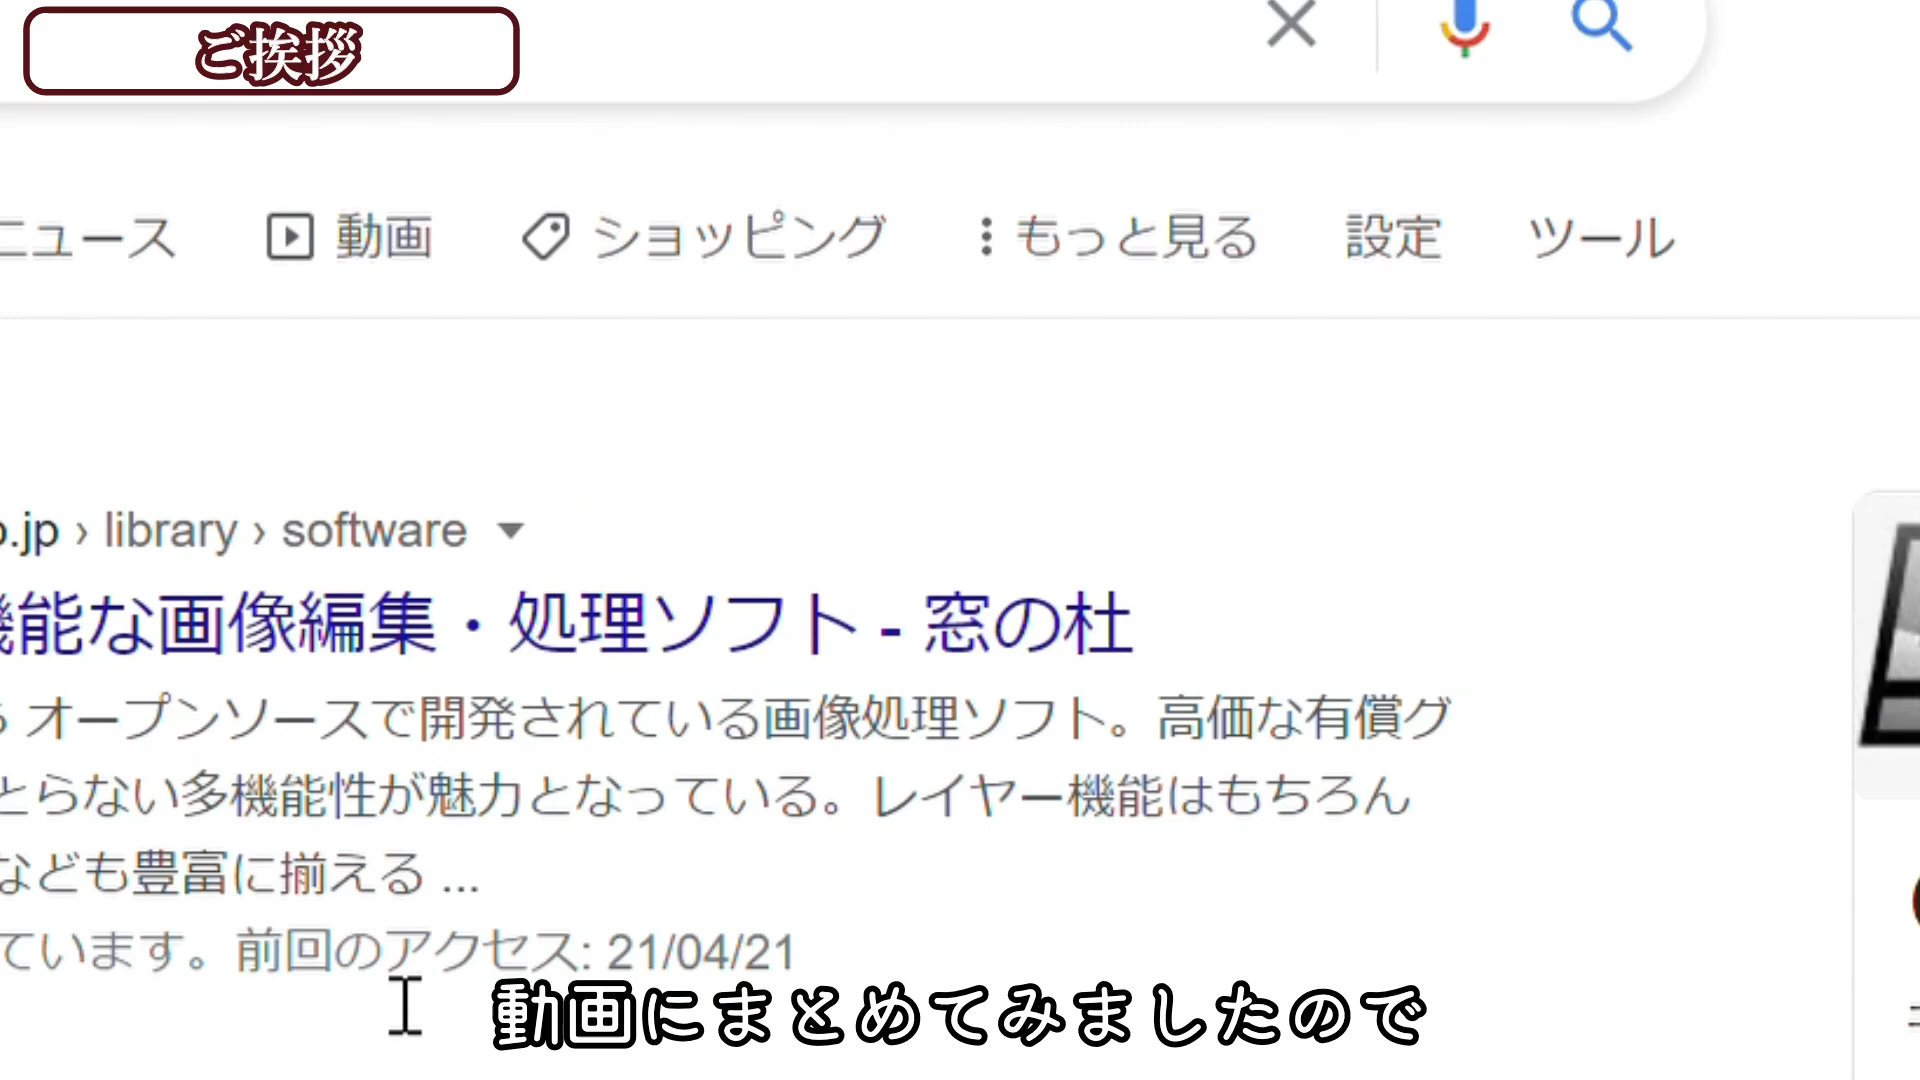 ご挨拶
ニュース 動画 ショッピング もっと見る 設定 ツール
.jp › library › software
能な画像編集・処理ソフト - 窓の杜
オープンソースで開発されている画像処理ソフト。高価な有償グ
とらない多機能性が魅力となっている。レイヤー機能はもちろん
なども豊富に揃える ...
ています。前回のアクセス: 21/04/21
動画にまとめてみましたので